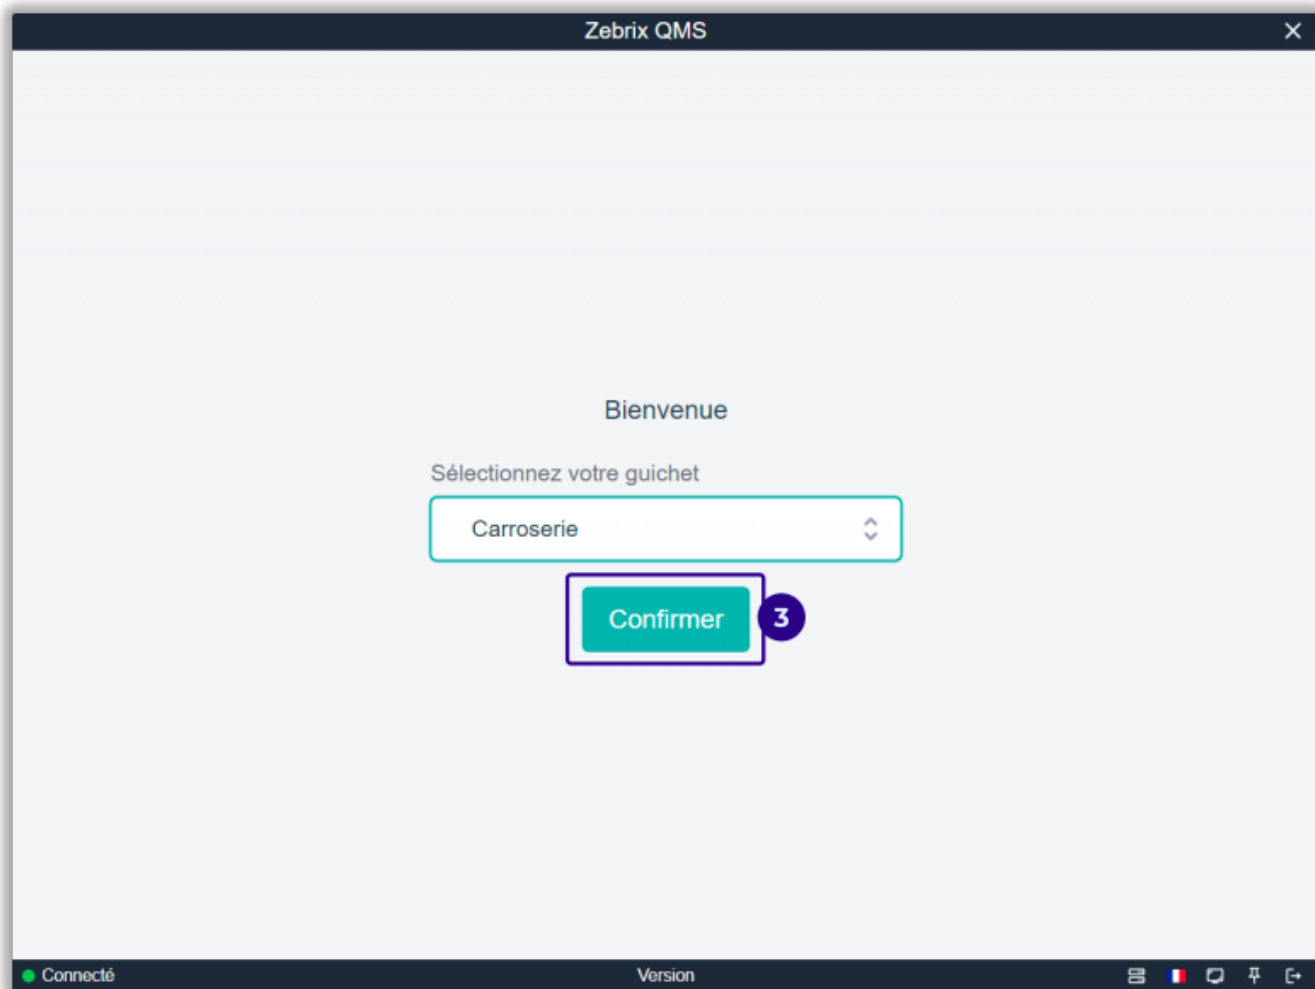 Zebrix QMS
Bienvenue
Sélectionnez votre guichet
Carroserie
Confirmer
3
Connecté
Version